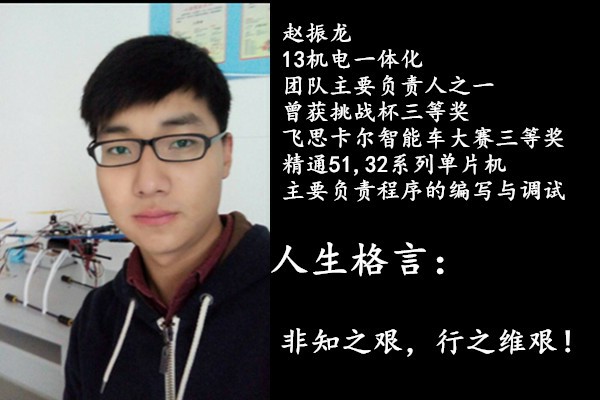 赵振龙
13机电一体化
团队主要负责人之一
曾获挑战杯三等奖
飞思卡尔智能车大赛三等奖
精通51,32系列单片机
主要负责程序的编写与调试
人生格言：
非知之艰，行之维艰！